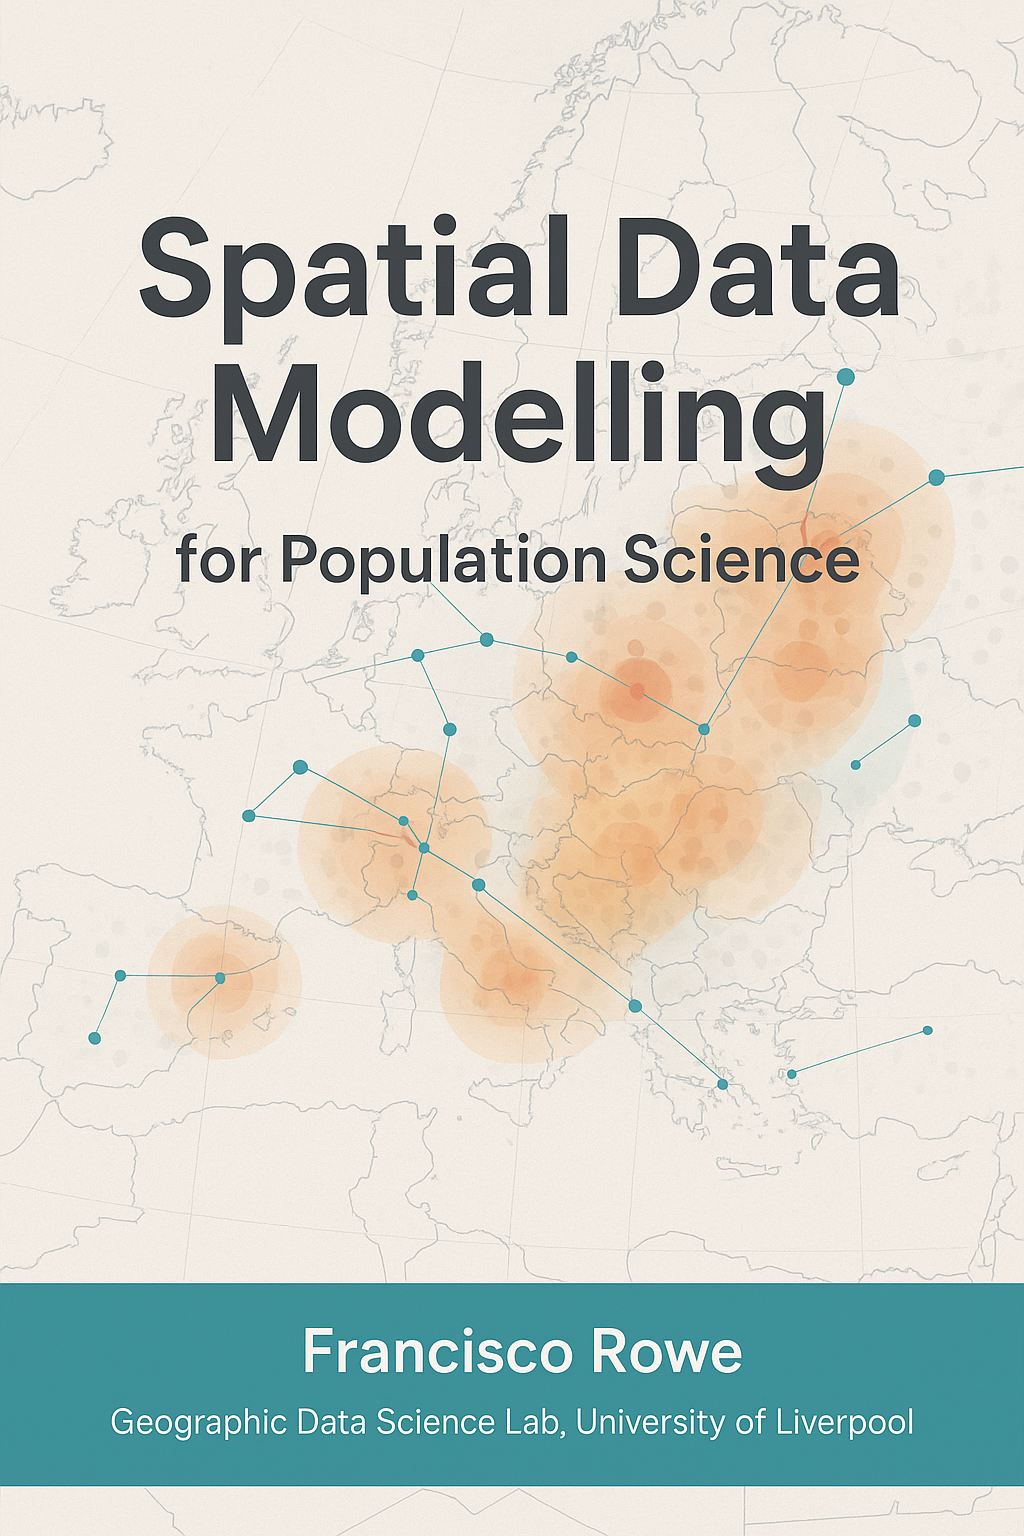 Spatial Data
Modelling
for Population Science
Francisco Rowe
Geographic Data Science Lab, University of Liverpool